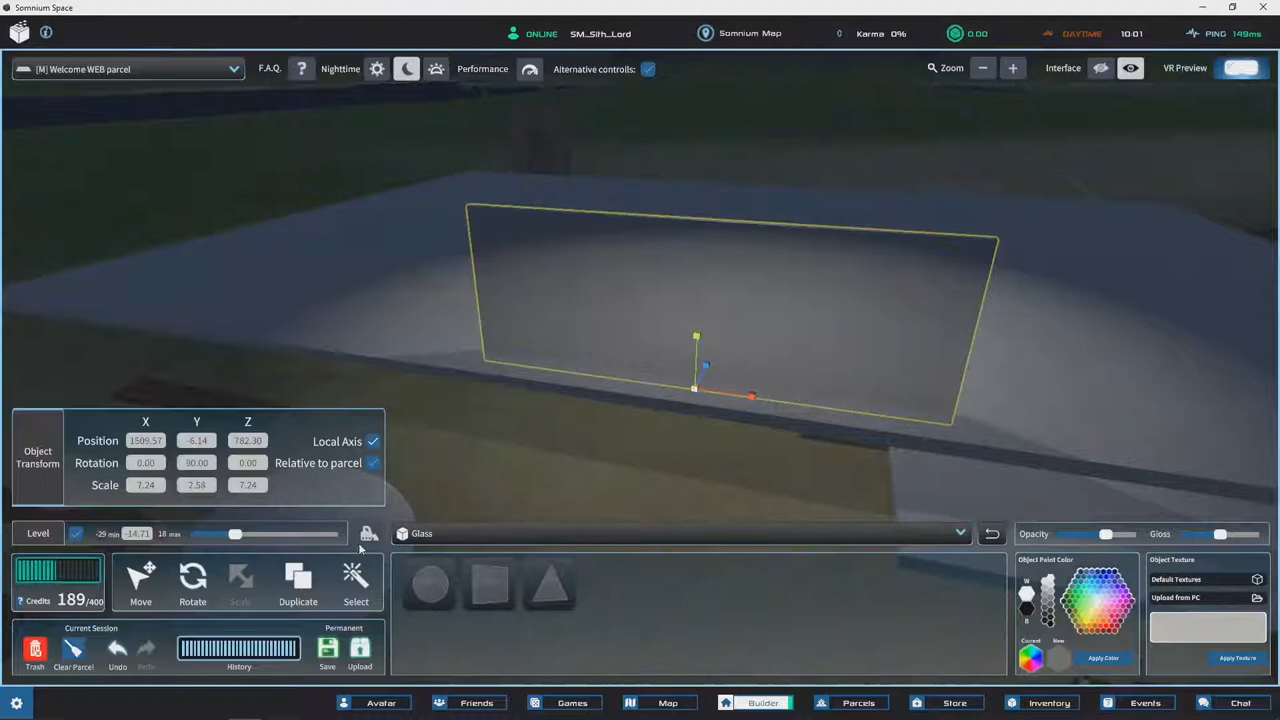 Somnium Space
ONLINE SM_Sith_Lord Somnium Map 0 Karma 0% 0.00 DAYTIME 10:01 PING 149ms
[M] Welcome WEB parcel F.A.Q. ? Nighttime Performance Alternative controlls: Zoom Interface VR Preview
X Y Z
Object Transform
Position 1509.57 -6.14 782.30 Local Axis
Rotation 0.00 90.00 0.00 Relative to parcel
Scale 7.24 2.58 7.24
Level -29 min -14.71 18 max Glass Opacity Gloss
Object Paint Color Object Texture
W Default Textures
? Credits 189/400 Move Rotate Scale Duplicate Select Upload from PC
B
Current Session Permanent
Current New
Trash Clear Parcel Undo Redo History Save Upload Apply Color Apply Texture
Avatar Friends Games Map Builder Parcels Store Inventory Events Chat